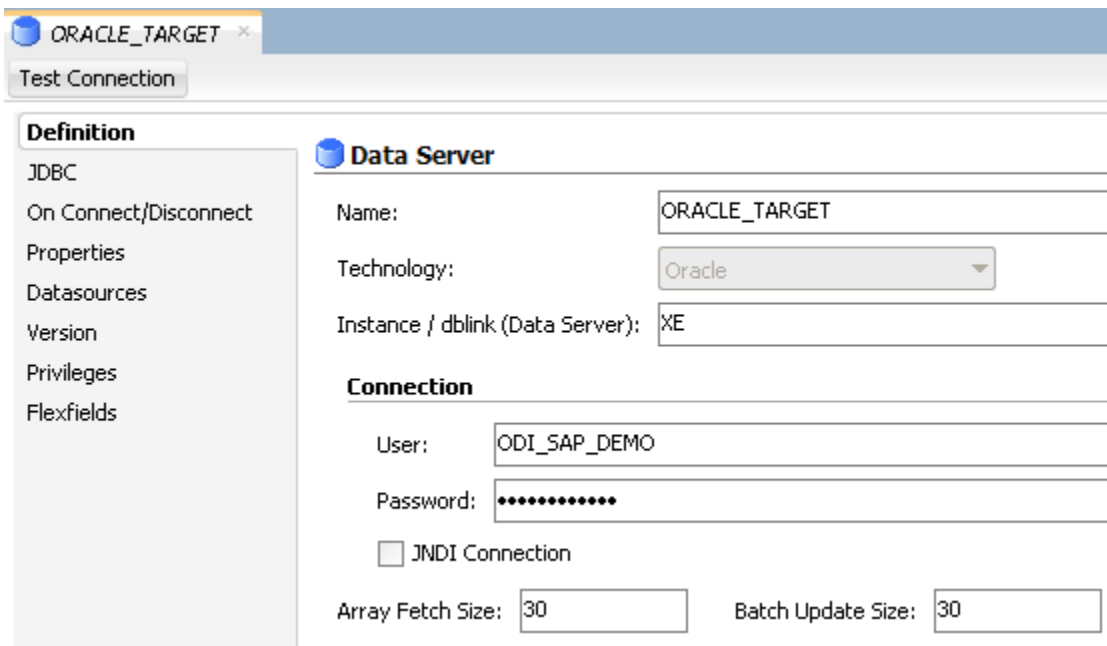 ORACLE_TARGET
Test Connection
Definition
JDBC
On Connect/Disconnect
Properties
Datasources
Version
Privileges
Flexfields
Data Server
Name: ORACLE_TARGET
Technology: Oracle
Instance / dblink (Data Server): XE
Connection
User: ODI_SAP_DEMO
Password: ••••••••••••
JNDI Connection
Array Fetch Size: 30 Batch Update Size: 30